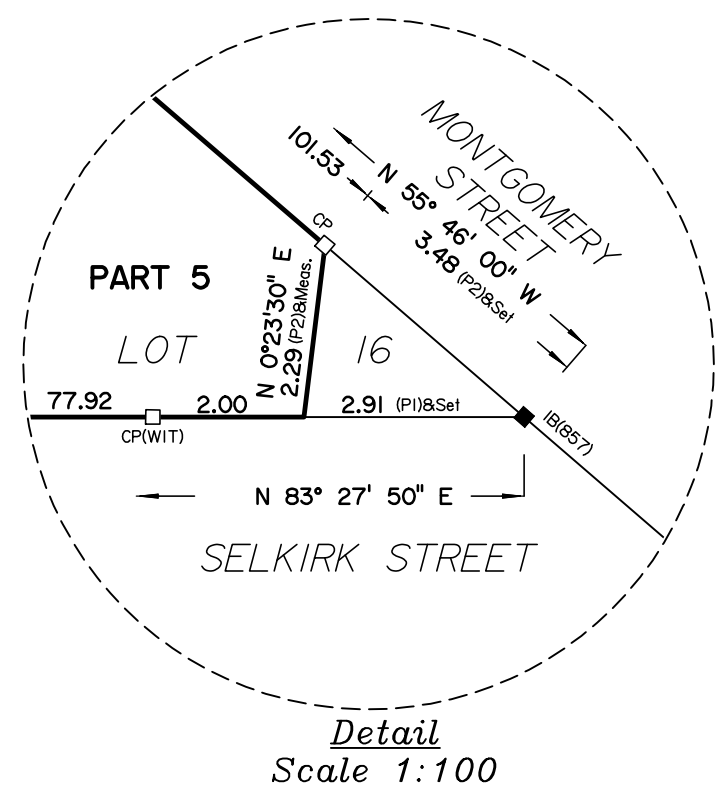 MONTGOMERY
STREET
101.53
N 55° 46' 00" W
3.48 (P2)&Set
CP
PART 5
N 0°23'30" E
2.29 (P2)&Meas.
LOT 16
77.92
2.00
2.91 (P1)&Set
CP(WIT)
IB(857)
N 83° 27' 50" E
SELKIRK STREET
Detail
Scale 1:100